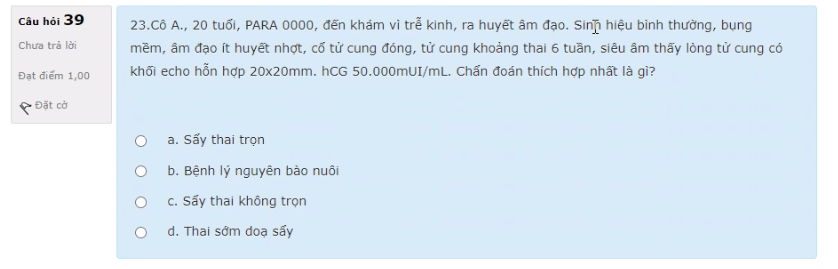 Câu hỏi 39
Chưa trả lời
Đạt điểm 1,00
Đặt cờ
23.Cô A., 20 tuổi, PARA 0000, đến khám vì trễ kinh, ra huyết âm đạo. Sinh hiệu bình thường, bụng
mềm, âm đạo ít huyết nhợt, cổ tử cung đóng, tử cung khoảng thai 6 tuần, siêu âm thấy lòng tử cung có
khối echo hỗn hợp 20x20mm. hCG 50.000mUI/mL. Chẩn đoán thích hợp nhất là gì?
a. Sẩy thai trọn
b. Bệnh lý nguyên bào nuôi
c. Sẩy thai không trọn
d. Thai sớm doạ sẩy